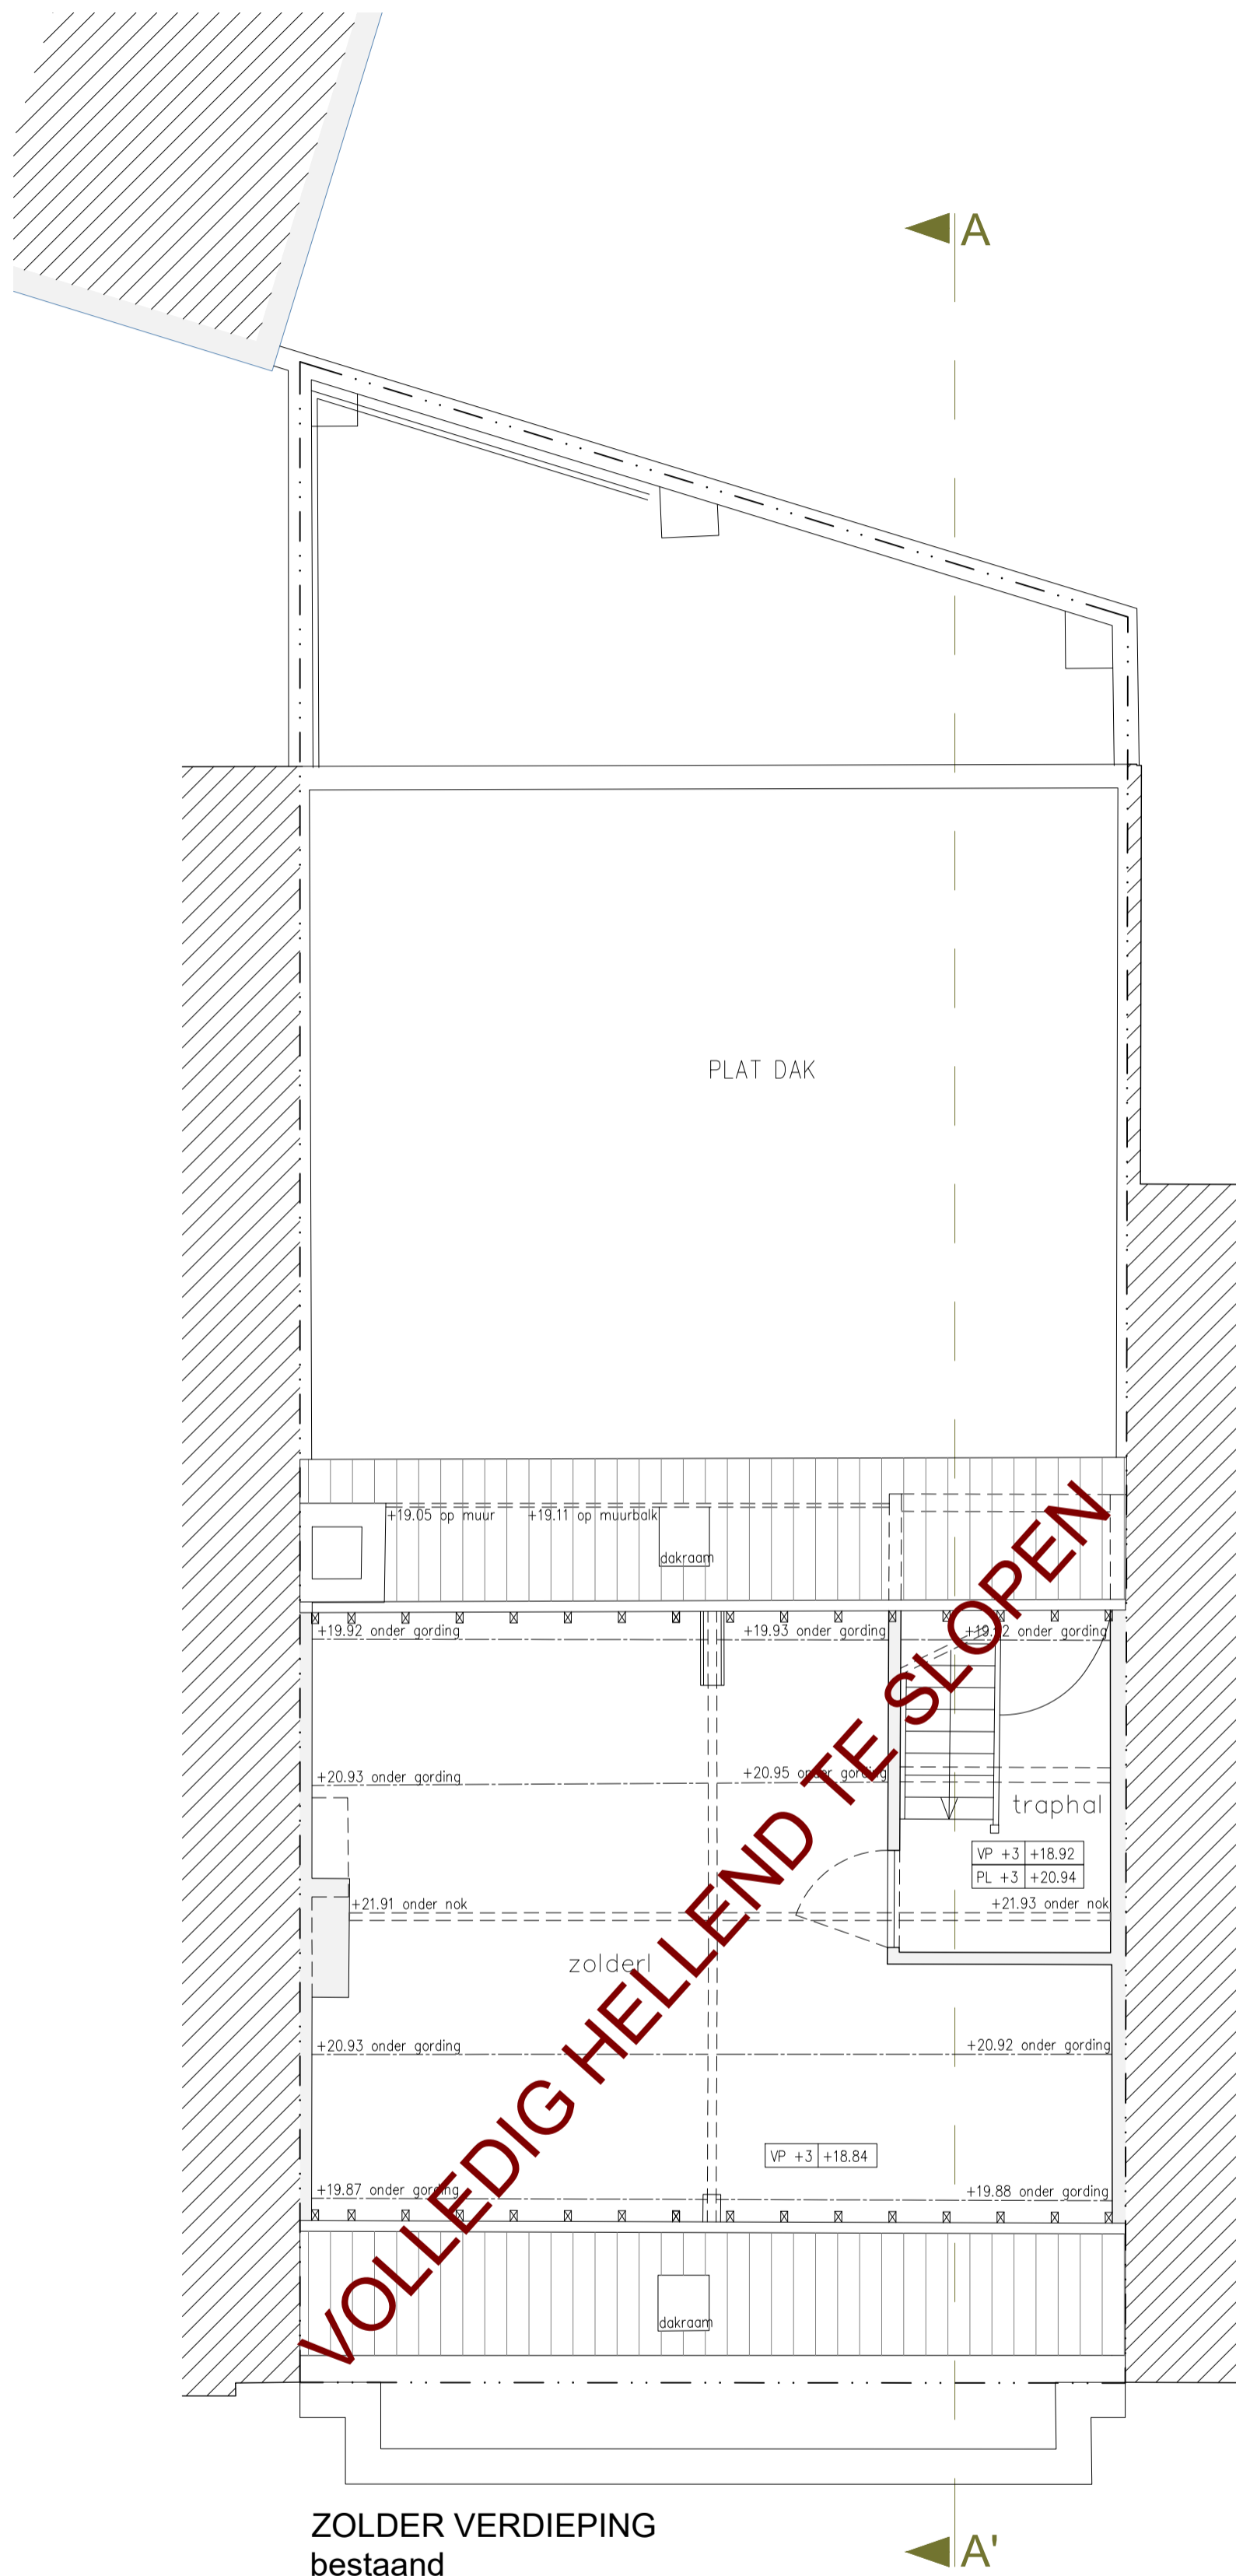 A
PLAT DAK
+19.05 op muur
+19.11 op muurbalk
dakraam
+19.92 onder gording
+19.93 onder gording
onder gording
+20.93 onder gording
+20.95 onder gording
traphal
VP +3 +18.92
PL +3 +20.94
+21.91 onder nok
+21.93 onder nok
zolder1
+20.93 onder gording
+20.92 onder gording
VP +3 +18.84
+19.87 onder gording
+19.88 onder gording
dakraam
VOLLEDIG HELLEND TE SLOPEN
ZOLDER VERDIEPING
bestaand
A'